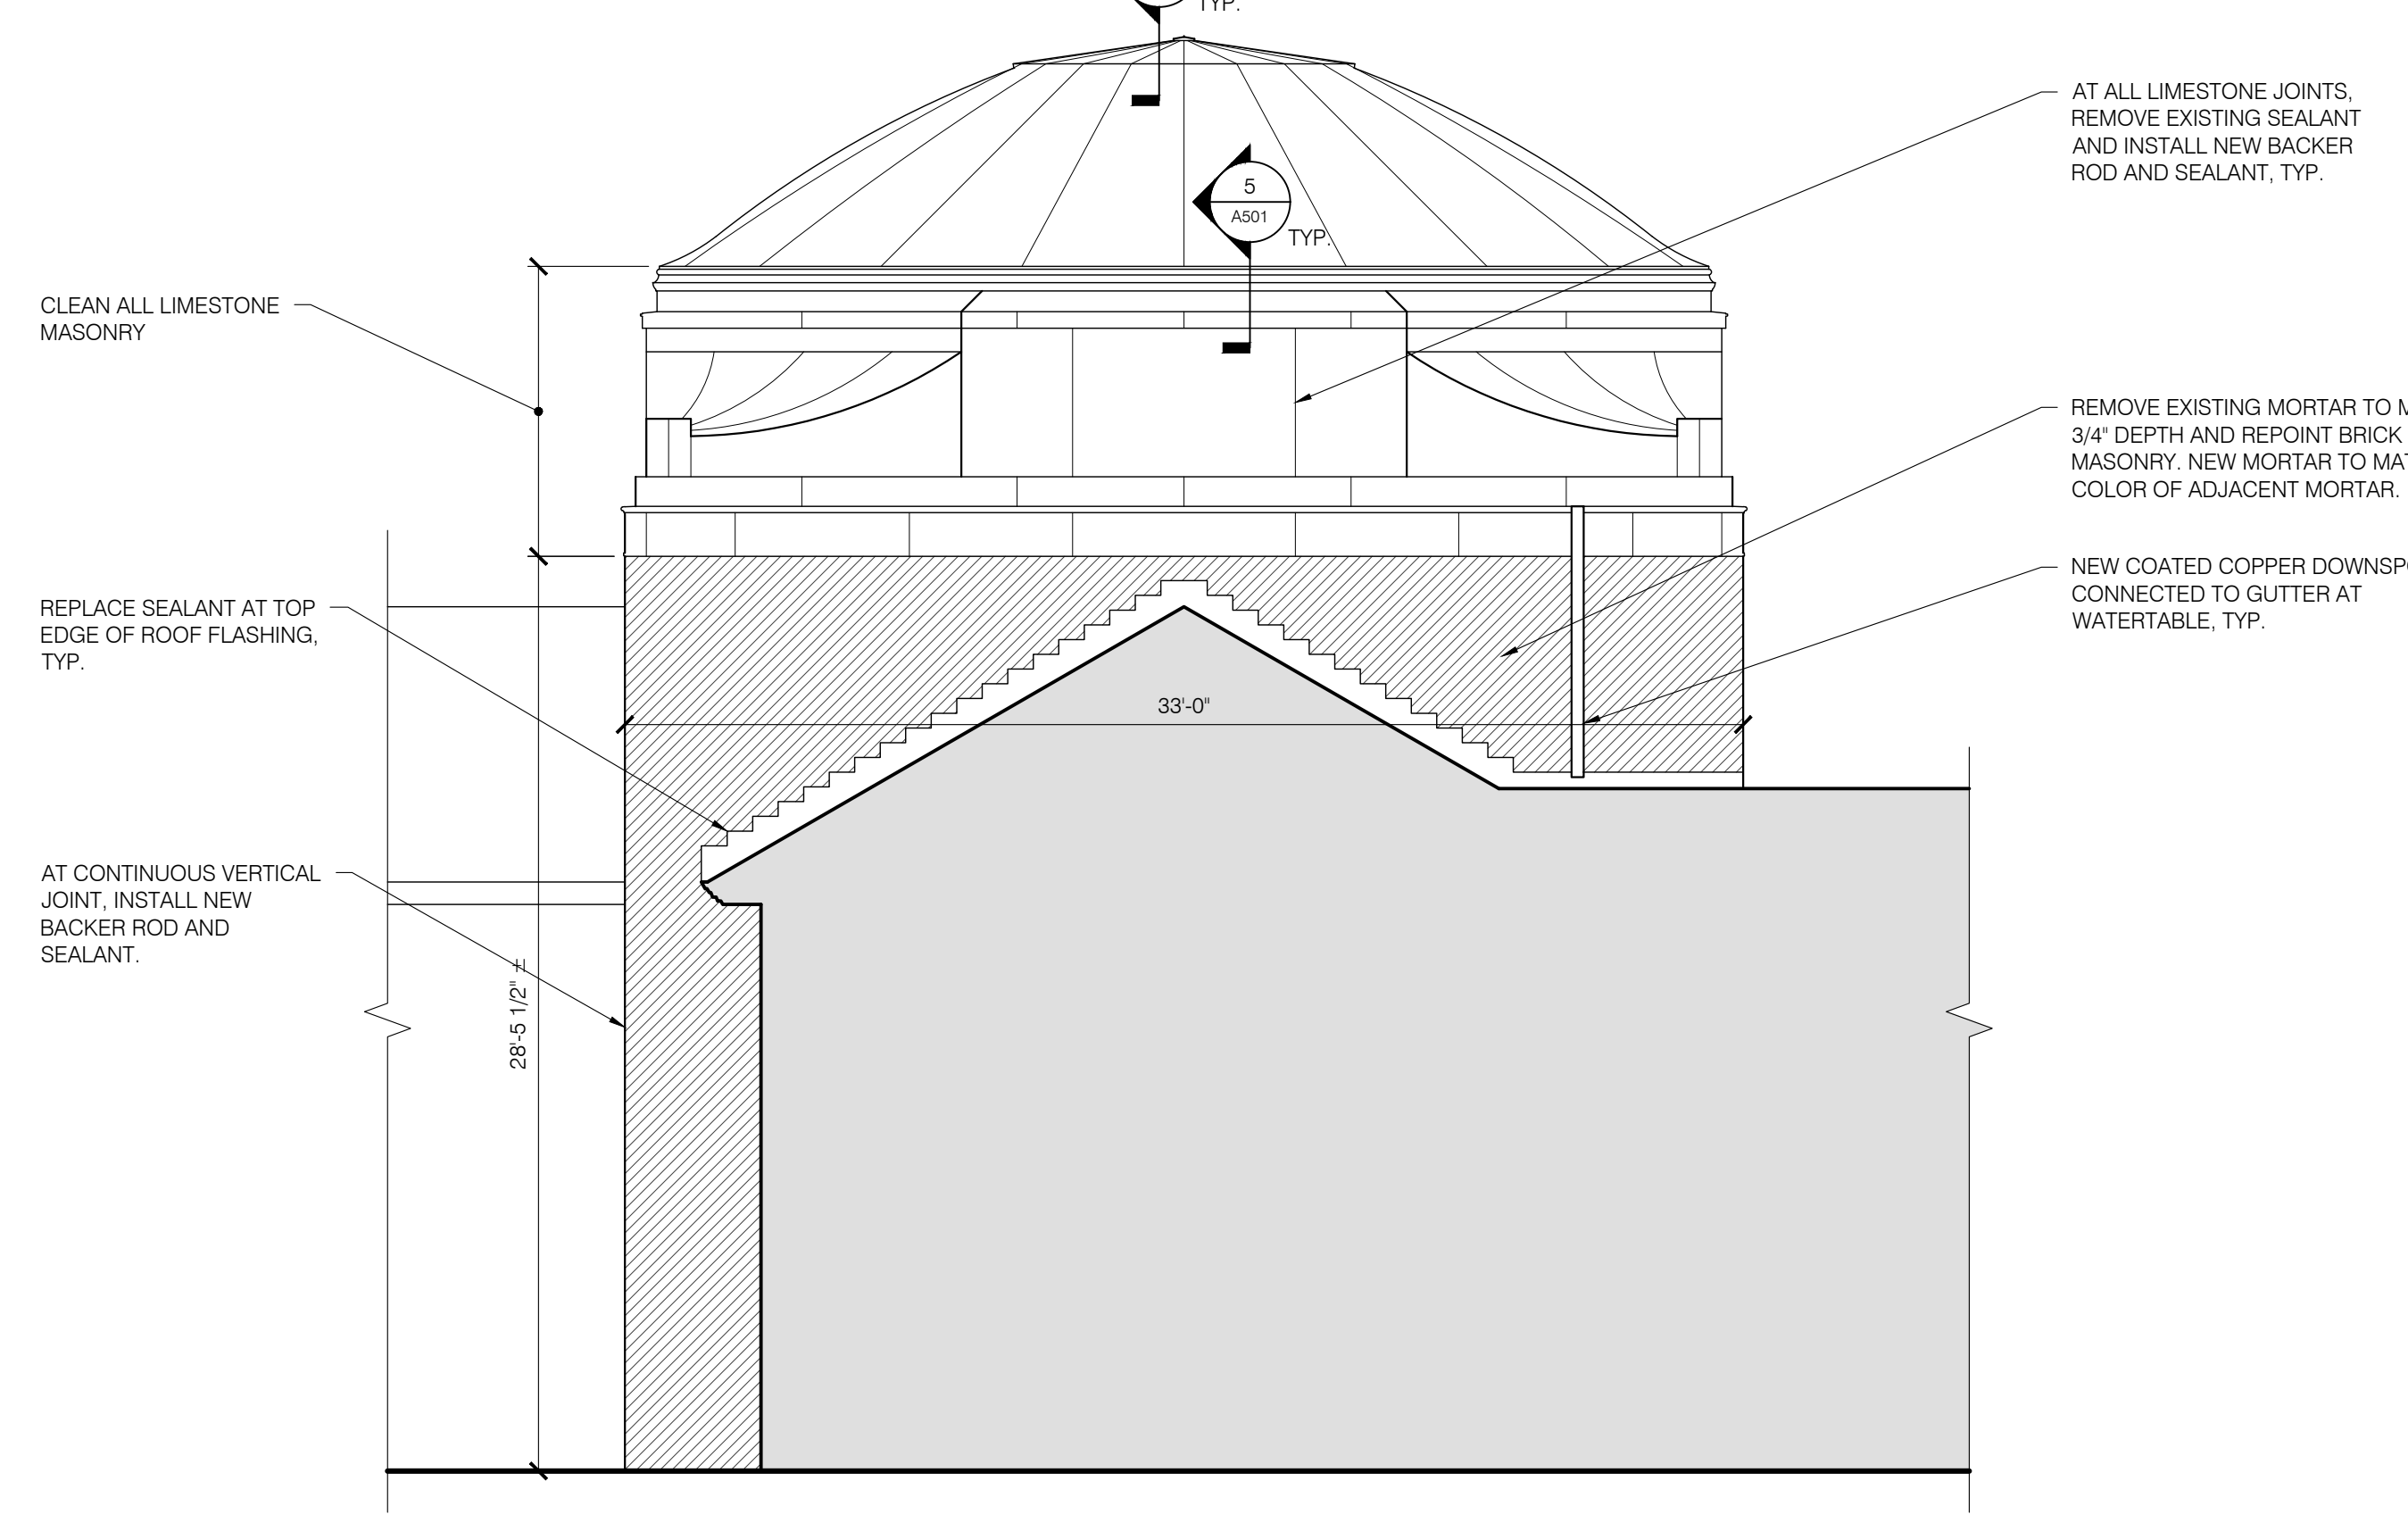 TYP.
5
A501
TYP.
AT ALL LIMESTONE JOINTS,
REMOVE EXISTING SEALANT
AND INSTALL NEW BACKER
ROD AND SEALANT, TYP.
CLEAN ALL LIMESTONE
MASONRY
REMOVE EXISTING MORTAR TO
3/4" DEPTH AND REPOINT BRICK
MASONRY. NEW MORTAR TO
COLOR OF ADJACENT MORTAR.
NEW COATED COPPER
CONNECTED TO GUTTER AT
WATERTABLE, TYP.
REPLACE SEALANT AT TOP
EDGE OF ROOF FLASHING,
TYP.
33'-0"
AT CONTINUOUS VERTICAL
JOINT, INSTALL NEW
BACKER ROD AND
SEALANT.
28'-5 1/2" ±